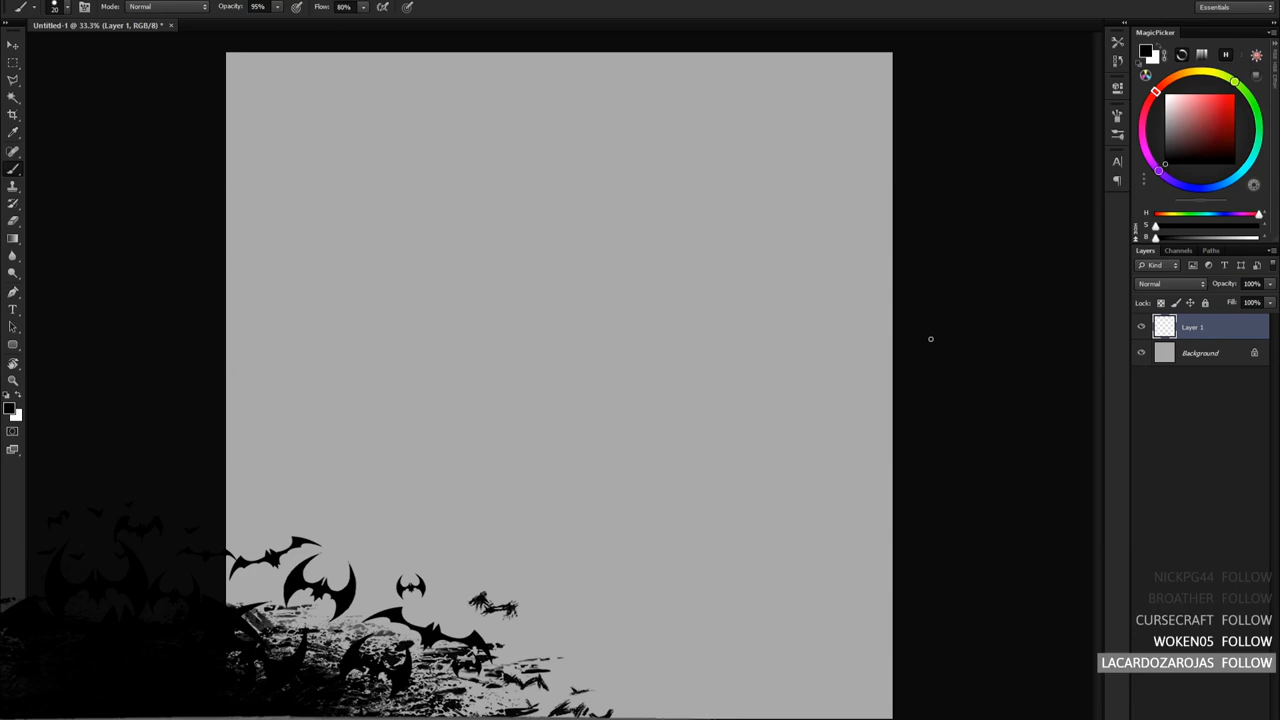 20
Mode: Normal
Opacity: 95%
Flow: 80%
Essentials
Untitled-1 @ 33.3% (Layer 1, RGB/8) * ×
MagicPicker
H
H
S
B
Layers Channels Paths
Kind
Normal
Opacity: 100%
Lock:
Fill: 100%
Layer 1
Background
NICKPG44 FOLLOW
BROATHER FOLLOW
CURSECRAFT FOLLOW
WOKEN05 FOLLOW
LACARDOZAROJAS FOLLOW